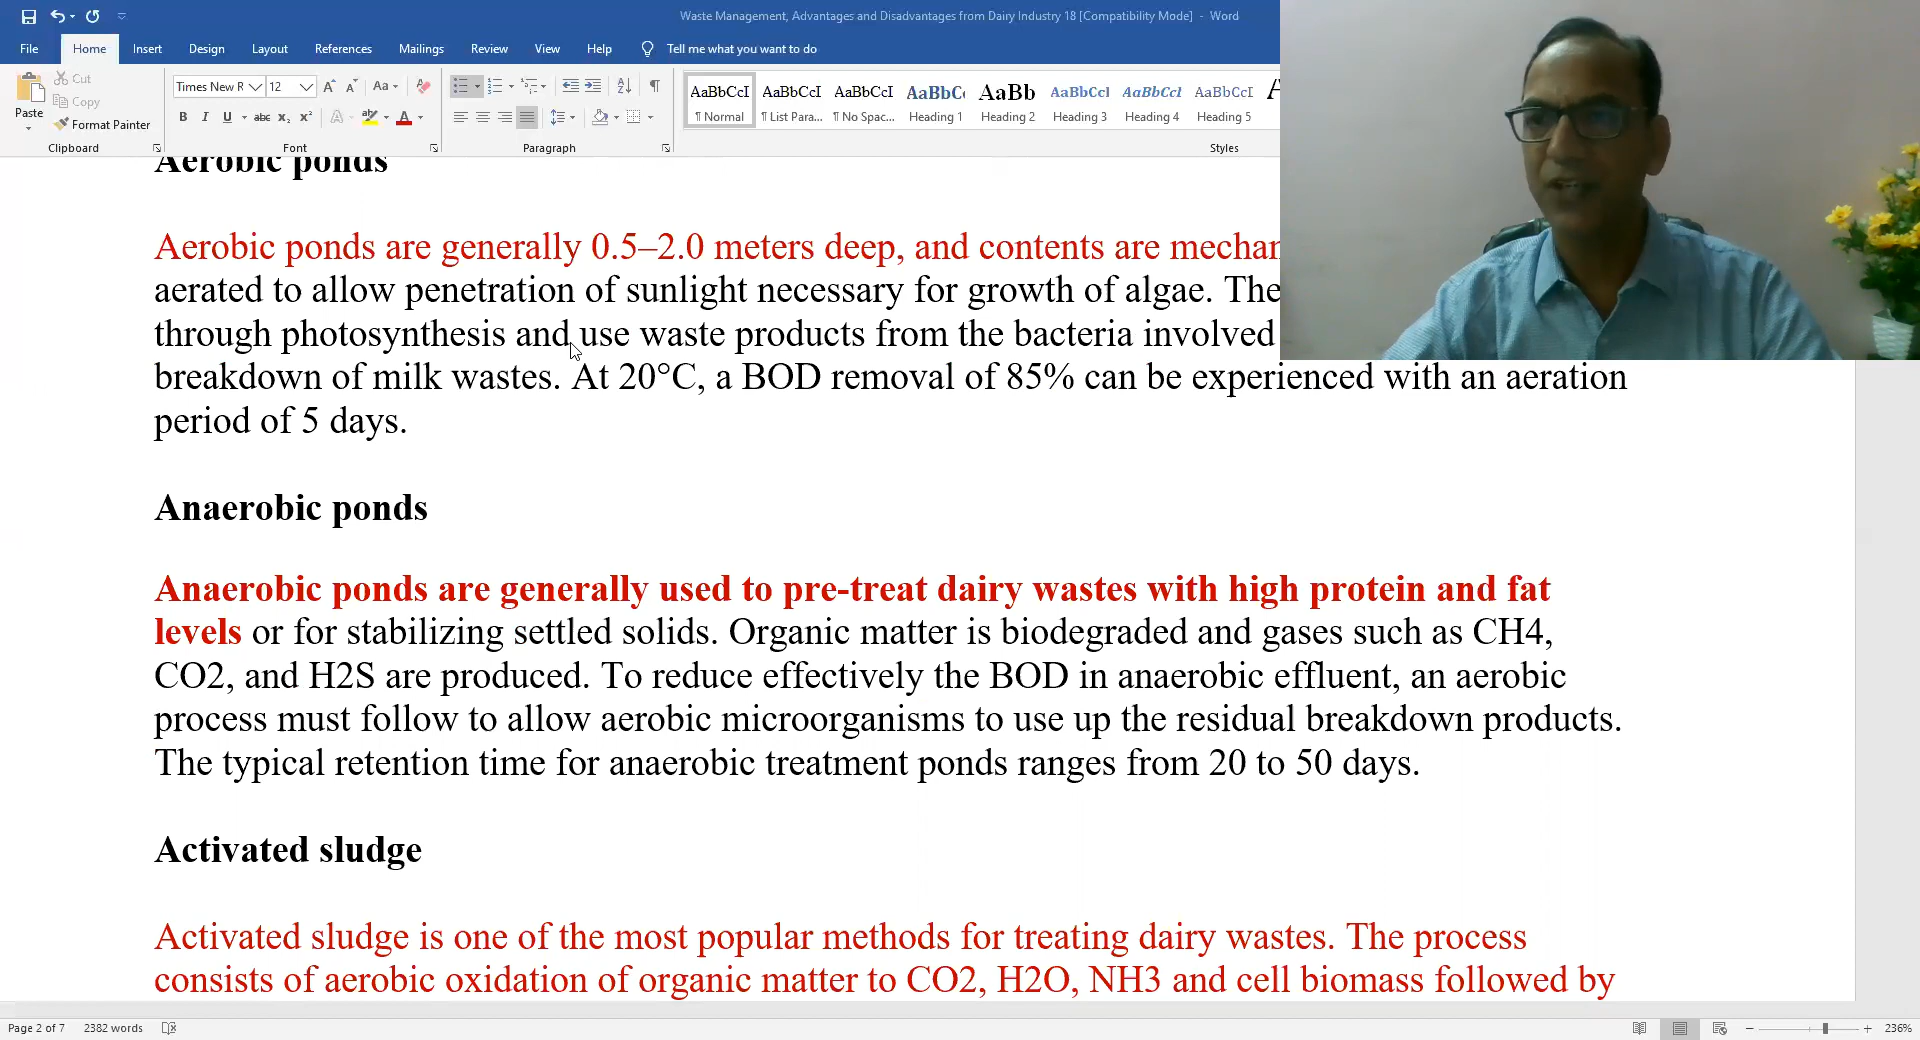 Waste Management, Advantages and Disadvantages from Dairy Industry 18 [Compatibility Mode] - Word
File Home Insert Design Layout References Mailings Review View Help Tell me what you want to do
Cut
Copy
Paste
Format Painter
Clipboard
Times New R 12 Aa
B I U abc x₂ x² A A
Font
Paragraph
AaBbCcI AaBbCcI AaBbCcI AaBbC AaBb AaBbCcI AaBbCcI AaBbCcI
¶ Normal ¶ List Para... ¶ No Spac... Heading 1 Heading 2 Heading 3 Heading 4 Heading 5
Styles
Aerobic ponds
Aerobic ponds are generally 0.5–2.0 meters deep, and contents are mechan
aerated to allow penetration of sunlight necessary for growth of algae. The
through photosynthesis and use waste products from the bacteria involved
breakdown of milk wastes. At 20°C, a BOD removal of 85% can be experienced with an aeration
period of 5 days.
Anaerobic ponds
Anaerobic ponds are generally used to pre-treat dairy wastes with high protein and fat
levels or for stabilizing settled solids. Organic matter is biodegraded and gases such as CH4,
CO2, and H2S are produced. To reduce effectively the BOD in anaerobic effluent, an aerobic
process must follow to allow aerobic microorganisms to use up the residual breakdown products.
The typical retention time for anaerobic treatment ponds ranges from 20 to 50 days.
Activated sludge
Activated sludge is one of the most popular methods for treating dairy wastes. The process
consists of aerobic oxidation of organic matter to CO2, H2O, NH3 and cell biomass followed by
Page 2 of 7 2382 words 236%